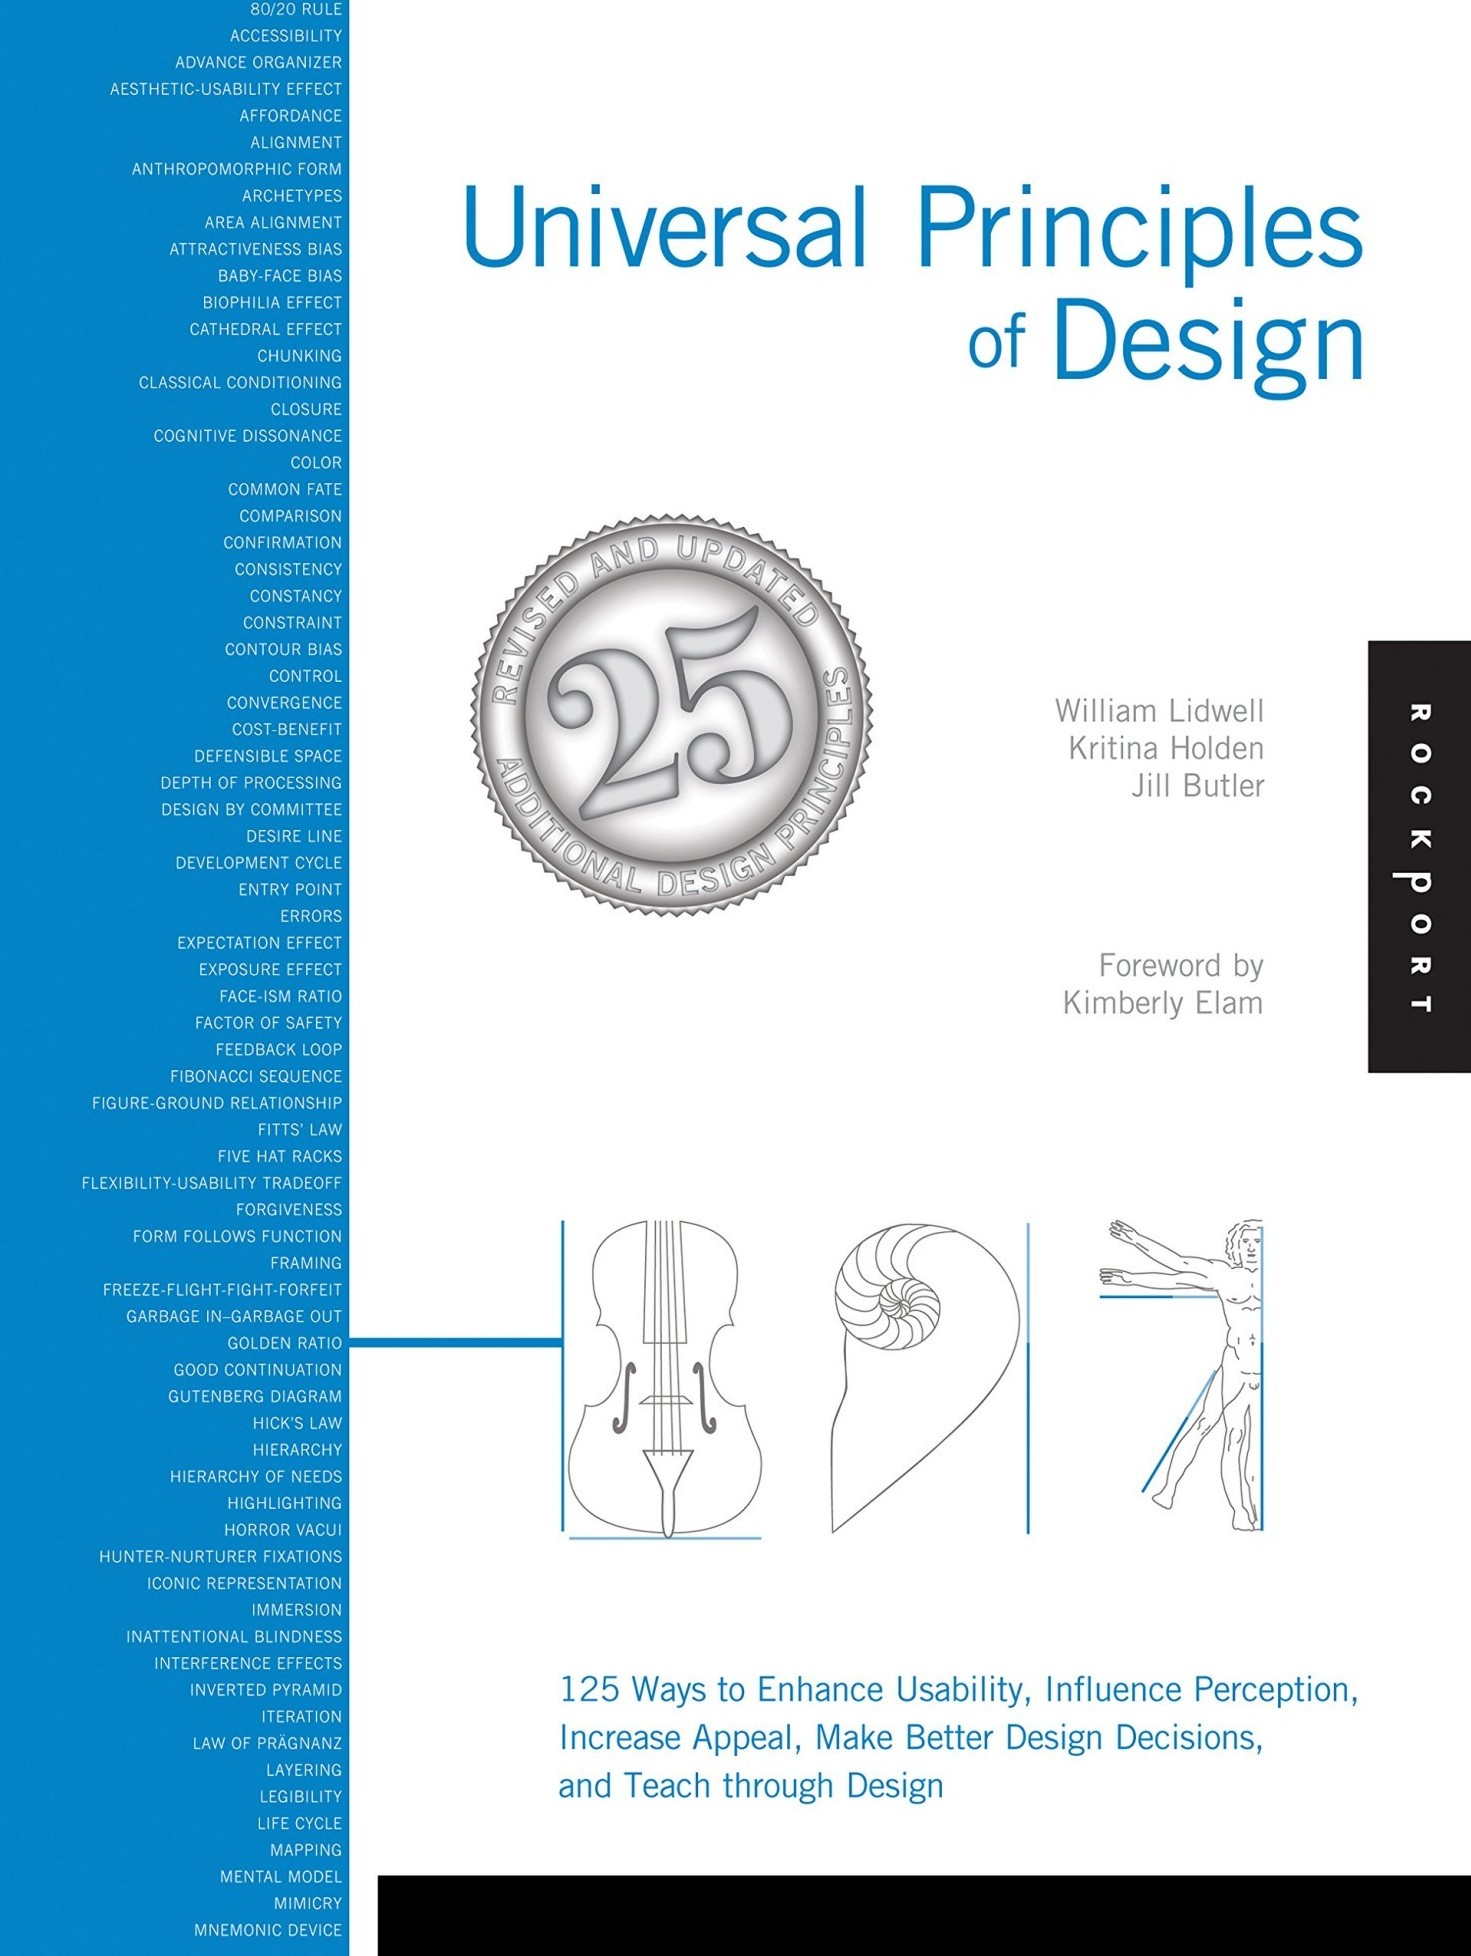 80/20 RULE
ACCESSIBILITY
ADVANCE ORGANIZER
AESTHETIC-USABILITY EFFECT
AFFORDANCE
ALIGNMENT
ANTHROPOMORPHIC FORM
ARCHETYPES
AREA ALIGNMENT
ATTRACTIVENESS BIAS
BABY-FACE BIAS
BIOPHILIA EFFECT
CATHEDRAL EFFECT
CHUNKING
CLASSICAL CONDITIONING
CLOSURE
COGNITIVE DISSONANCE
COLOR
COMMON FATE
COMPARISON
CONFIRMATION
CONSISTENCY
CONSTANCY
CONSTRAINT
CONTOUR BIAS
CONTROL
CONVERGENCE
COST-BENEFIT
DEFENSIBLE SPACE
DEPTH OF PROCESSING
DESIGN BY COMMITTEE
DESIRE LINE
DEVELOPMENT CYCLE
ENTRY POINT
ERRORS
EXPECTATION EFFECT
EXPOSURE EFFECT
FACE-ISM RATIO
FACTOR OF SAFETY
FEEDBACK LOOP
FIBONACCI SEQUENCE
FIGURE-GROUND RELATIONSHIP
FITTS' LAW
FIVE HAT RACKS
FLEXIBILITY-USABILITY TRADEOFF
FORGIVENESS
FORM FOLLOWS FUNCTION
FRAMING
FREEZE-FLIGHT-FIGHT-FORFEIT
GARBAGE IN–GARBAGE OUT
GOLDEN RATIO
GOOD CONTINUATION
GUTENBERG DIAGRAM
HICK'S LAW
HIERARCHY
HIERARCHY OF NEEDS
HIGHLIGHTING
HORROR VACUI
HUNTER-NURTURER FIXATIONS
ICONIC REPRESENTATION
IMMERSION
INATTENTIONAL BLINDNESS
INTERFERENCE EFFECTS
INVERTED PYRAMID
ITERATION
LAW OF PRÄGNANZ
LAYERING
LEGIBILITY
LIFE CYCLE
MAPPING
MENTAL MODEL
MIMICRY
MNEMONIC DEVICE
Universal Principles
of Design
REVISED AND UPDATED
25
ADDITIONAL DESIGN PRINCIPLES
William Lidwell
Kritina Holden
Jill Butler
Foreword by
Kimberly Elam
ROCKPORT
125 Ways to Enhance Usability, Influence Perception,
Increase Appeal, Make Better Design Decisions,
and Teach through Design